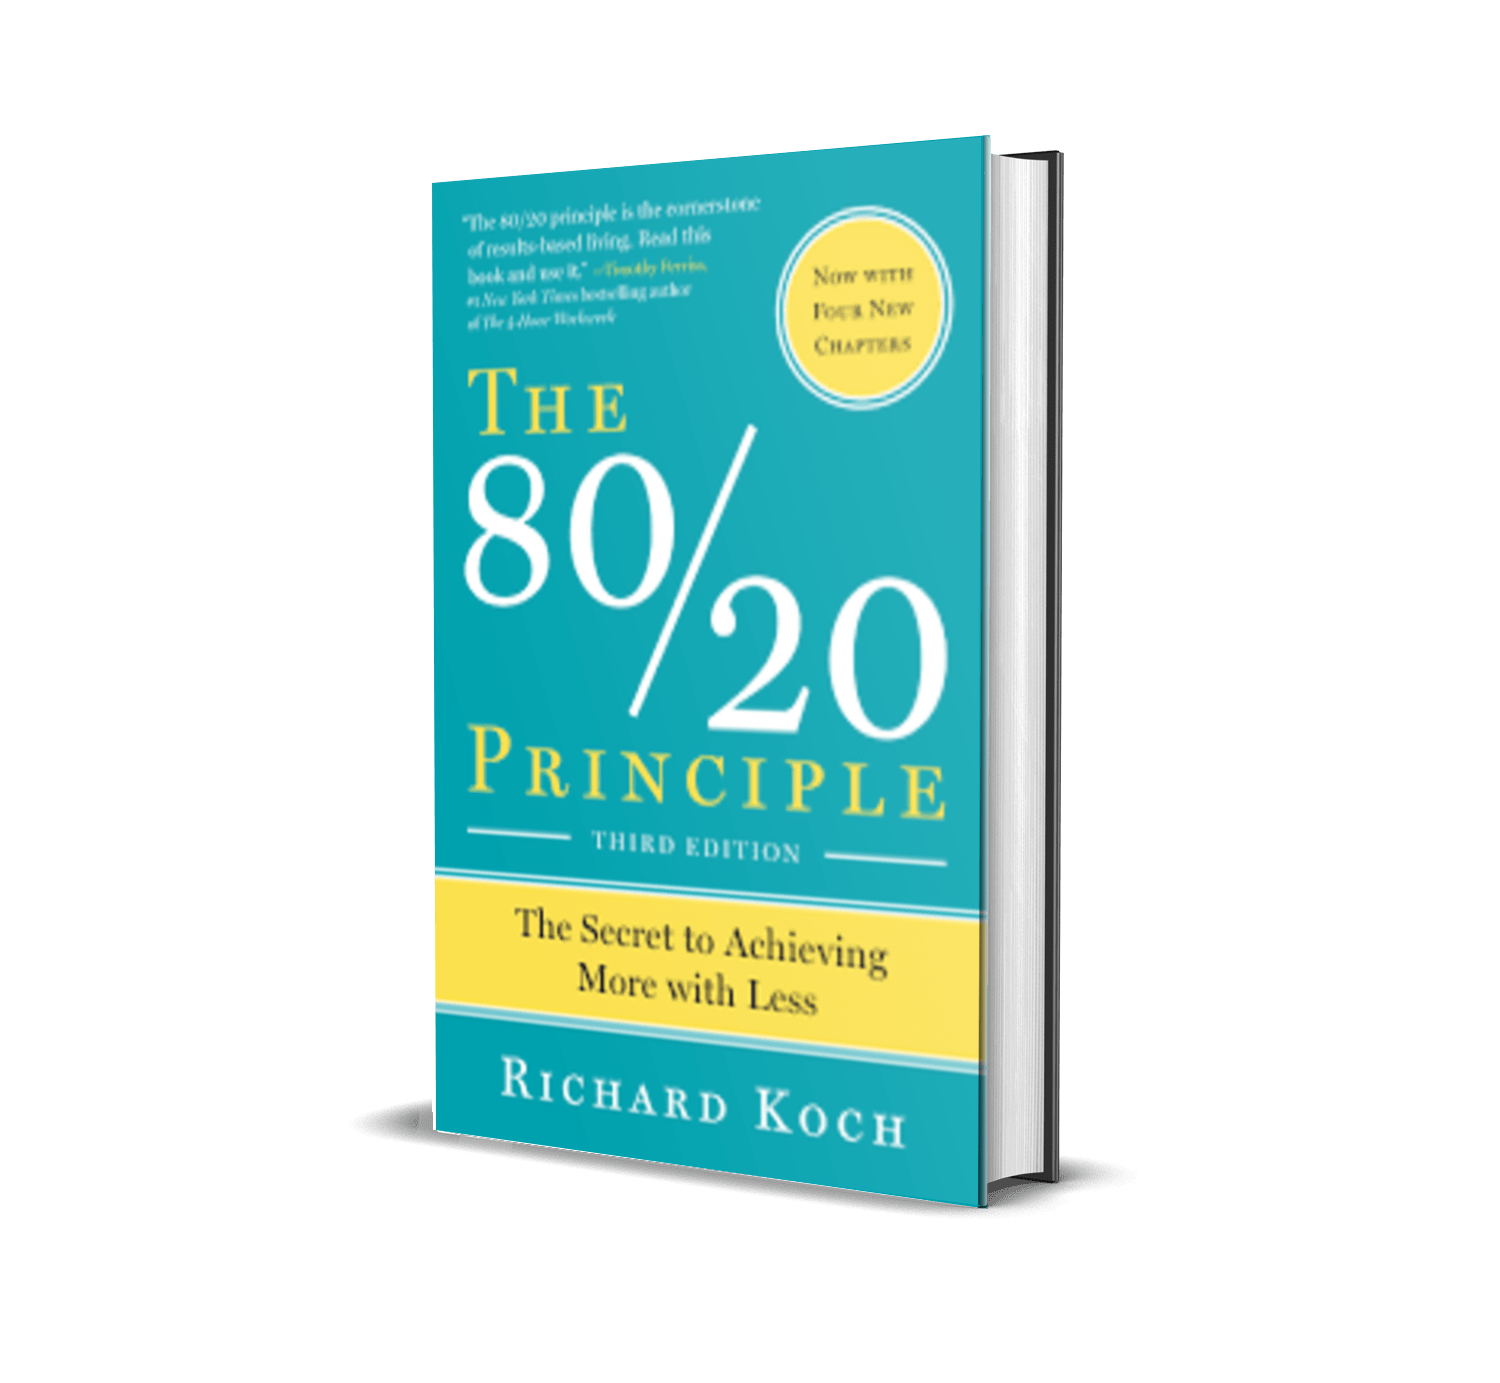 "The 80/20 principle is the cornerstone
of results-based living. Read this
book and use it." —Timothy Ferriss,
#1 New York Times bestselling author
of The 4-Hour Workweek
NOW WITH
FOUR NEW
CHAPTERS
THE
80/20
PRINCIPLE
THIRD EDITION
The Secret to Achieving
More with Less
RICHARD KOCH